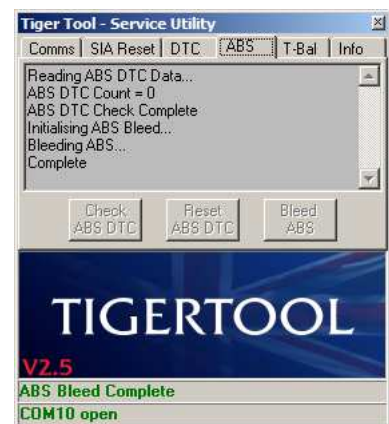 Tiger Tool - Service Utility
Comms SIA Reset DTC ABS T-Bal Info
Reading ABS DTC Data...
ABS DTC Count = 0
ABS DTC Check Complete
Initialising ABS Bleed...
Bleeding ABS...
Complete
Check ABS DTC
Reset ABS DTC
Bleed ABS
TIGERTOOL
V2.5
ABS Bleed Complete
COM10 open